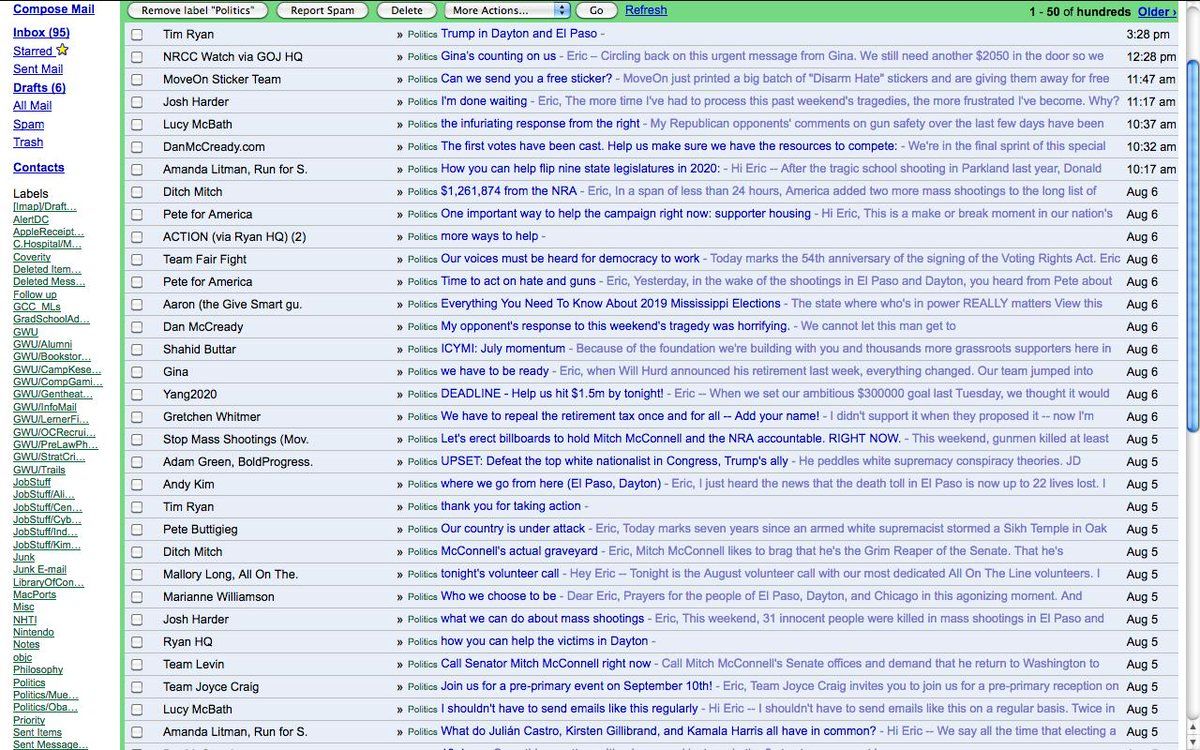 Compose Mail
Inbox (95)
Starred
Sent Mail
Drafts (6)
All Mail
Spam
Trash
Contacts
Labels
[Imap]/Draft...
AlertDC
AppleReceipt...
C.Hospital/M...
Coverity
Deleted Item...
Deleted Mess...
Follow up
GCC_MLs
GradSchoolAd...
GWU
GWU/Alumni
GWU/Bookstor...
GWU/CampKese...
GWU/CompGami...
GWU/Gentheat...
GWU/InfoMail
GWU/LernerFi...
GWU/OCRecrui...
GWU/PreLawPh...
GWU/StratCri...
GWU/Trails
JobStuff
JobStuff/Ali...
JobStuff/Cen...
JobStuff/Cyb...
JobStuff/Ind...
JobStuff/Kim...
Junk
Junk E-mail
LibraryOfCon...
MacPorts
Misc
NHTI
Nintendo
Notes
objc
Philosophy
Politics
Politics/Mue...
Politics/Oba...
Priority
Sent Items
Sent Message...
Remove label "Politics" Report Spam Delete More Actions... Go Refresh 1 - 50 of hundreds Older ›
Tim Ryan » Politics Trump in Dayton and El Paso - 3:28 pm
NRCC Watch via GOJ HQ » Politics Gina's counting on us - Eric -- Circling back on this urgent message from Gina. We still need another $2050 in the door so we 12:28 pm
MoveOn Sticker Team » Politics Can we send you a free sticker? - MoveOn just printed a big batch of "Disarm Hate" stickers and are giving them away for free 11:47 am
Josh Harder » Politics I'm done waiting - Eric, The more time I've had to process this past weekend's tragedies, the more frustrated I've become. Why? 11:17 am
Lucy McBath » Politics the infuriating response from the right - My Republican opponents' comments on gun safety over the last few days have been 10:37 am
DanMcCready.com » Politics The first votes have been cast. Help us make sure we have the resources to compete: - We're in the final sprint of this special 10:32 am
Amanda Litman, Run for S. » Politics How you can help flip nine state legislatures in 2020: - Hi Eric -- After the tragic school shooting in Parkland last year, Donald 10:17 am
Ditch Mitch » Politics $1,261,874 from the NRA - Eric, In a span of less than 24 hours, America added two more mass shootings to the long list of Aug 6
Pete for America » Politics One important way to help the campaign right now: supporter housing - Hi Eric, This is a make or break moment in our nation's Aug 6
ACTION (via Ryan HQ) (2) » Politics more ways to help - Aug 6
Team Fair Fight » Politics Our voices must be heard for democracy to work - Today marks the 54th anniversary of the signing of the Voting Rights Act. Eric Aug 6
Pete for America » Politics Time to act on hate and guns - Eric, Yesterday, in the wake of the shootings in El Paso and Dayton, you heard from Pete about Aug 6
Aaron (the Give Smart gu. » Politics Everything You Need To Know About 2019 Mississippi Elections - The state where who's in power REALLY matters View this Aug 6
Dan McCready » Politics My opponent's response to this weekend's tragedy was horrifying. - We cannot let this man get to Aug 6
Shahid Buttar » Politics ICYMI: July momentum - Because of the foundation we're building with you and thousands more grassroots supporters here in Aug 6
Gina » Politics we have to be ready - Eric, when Will Hurd announced his retirement last week, everything changed. Our team jumped into Aug 6
Yang2020 » Politics DEADLINE - Help us hit $1.5m by tonight! - Eric -- When we set our ambitious $300000 goal last Tuesday, we thought it would Aug 6
Gretchen Whitmer » Politics We have to repeal the retirement tax once and for all -- Add your name! - I didn't support it when they proposed it -- now I'm Aug 6
Stop Mass Shootings (Mov. » Politics Let's erect billboards to hold Mitch McConnell and the NRA accountable. RIGHT NOW. - This weekend, gunmen killed at least Aug 5
Adam Green, BoldProgress. » Politics UPSET: Defeat the top white nationalist in Congress, Trump's ally - He peddles white supremacy conspiracy theories. JD Aug 5
Andy Kim » Politics where we go from here (El Paso, Dayton) - Eric, I just heard the news that the death toll in El Paso is now up to 22 lives lost. I Aug 5
Tim Ryan » Politics thank you for taking action - Aug 5
Pete Buttigieg » Politics Our country is under attack - Eric, Today marks seven years since an armed white supremacist stormed a Sikh Temple in Oak Aug 5
Ditch Mitch » Politics McConnell's actual graveyard - Eric, Mitch McConnell likes to brag that he's the Grim Reaper of the Senate. That he's Aug 5
Mallory Long, All On The. » Politics tonight's volunteer call - Hey Eric -- Tonight is the August volunteer call with our most dedicated All On The Line volunteers. I Aug 5
Marianne Williamson » Politics Who we choose to be - Dear Eric, Prayers for the people of El Paso, Dayton, and Chicago in this agonizing moment. And Aug 5
Josh Harder » Politics what we can do about mass shootings - Eric, This weekend, 31 innocent people were killed in mass shootings in El Paso and Aug 5
Ryan HQ » Politics how you can help the victims in Dayton - Aug 5
Team Levin » Politics Call Senator Mitch McConnell right now - Call Mitch McConnell's Senate offices and demand that he return to Washington to Aug 5
Team Joyce Craig » Politics Join us for a pre-primary event on September 10th! - Eric, Team Joyce Craig invites you to join us for a pre-primary reception on Aug 5
Lucy McBath » Politics I shouldn't have to send emails like this regularly - Hi Eric -- I shouldn't have to send emails like this on a regular basis. Twice in Aug 5
Amanda Litman, Run for S. » Politics What do Julián Castro, Kirsten Gillibrand, and Kamala Harris all have in common? - Hi Eric -- We say all the time that electing a Aug 5